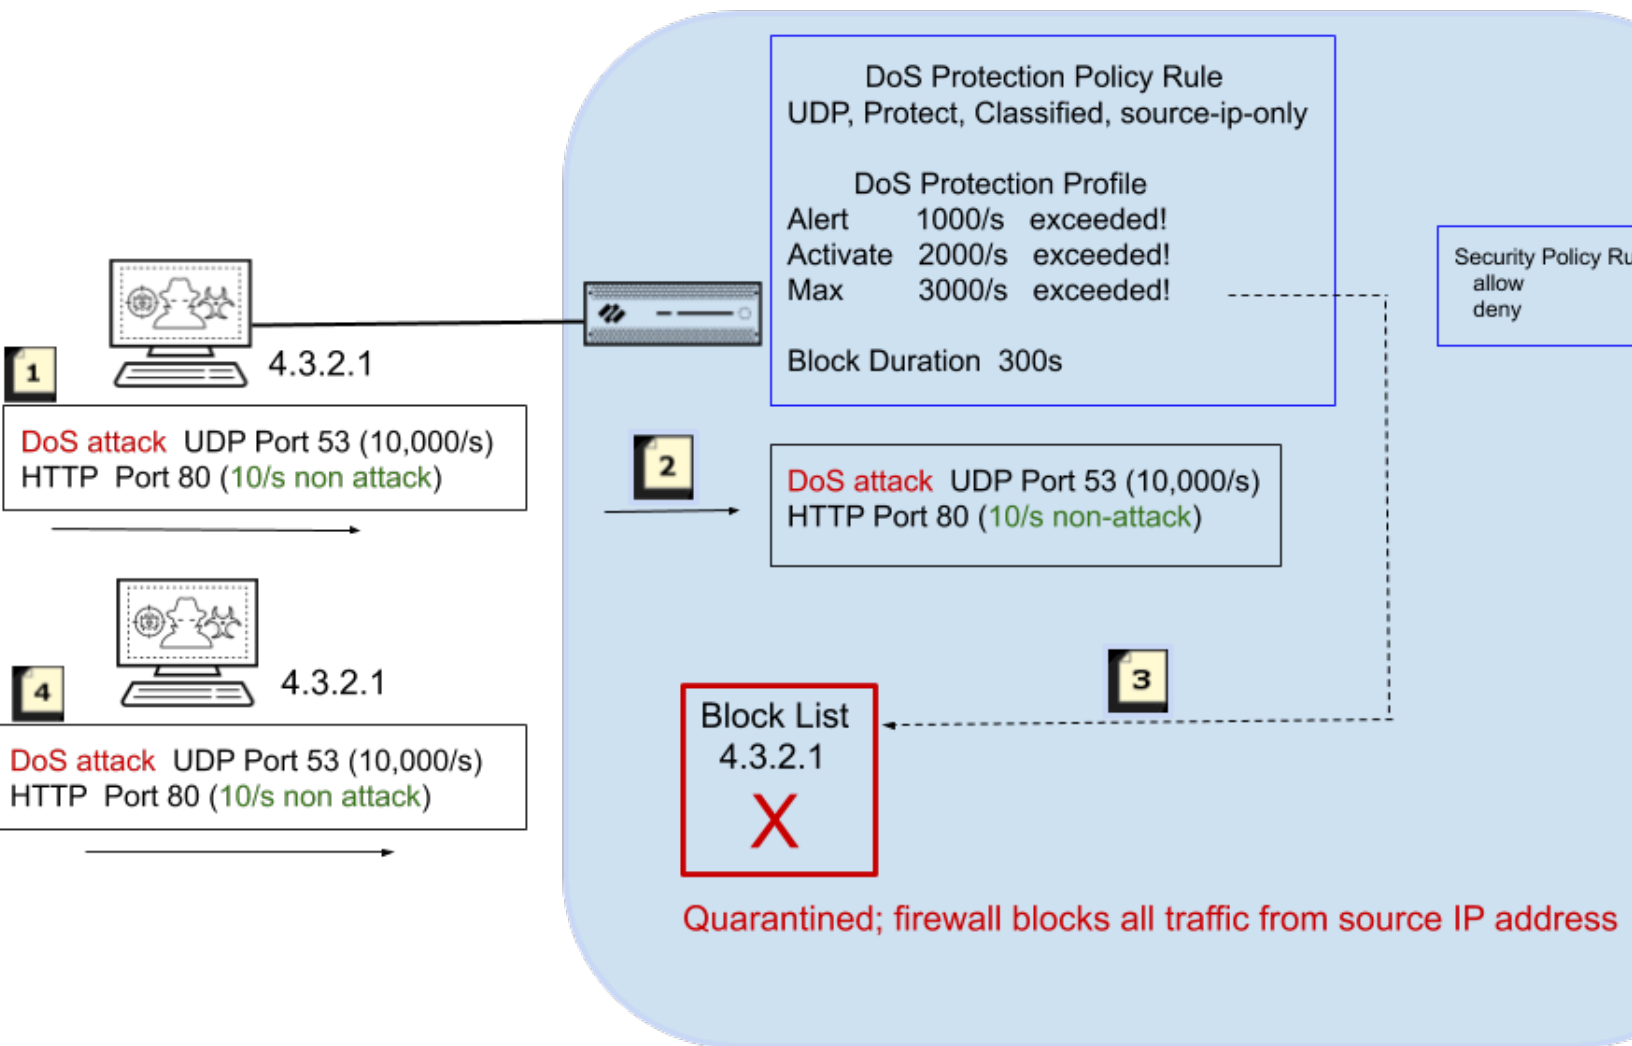 DoS Protection Policy Rule
UDP, Protect, Classified, source-ip-only
DoS Protection Profile
Alert 1000/s exceeded!
Activate 2000/s exceeded!
Max 3000/s exceeded!
Block Duration 300s
Security Policy Ru
allow
deny
4.3.2.1
1
DoS attack UDP Port 53 (10,000/s)
HTTP Port 80 (10/s non attack)
2
DoS attack UDP Port 53 (10,000/s)
HTTP Port 80 (10/s non-attack)
3
Block List
4.3.2.1
X
4.3.2.1
4
DoS attack UDP Port 53 (10,000/s)
HTTP Port 80 (10/s non attack)
Quarantined; firewall blocks all traffic from source IP address